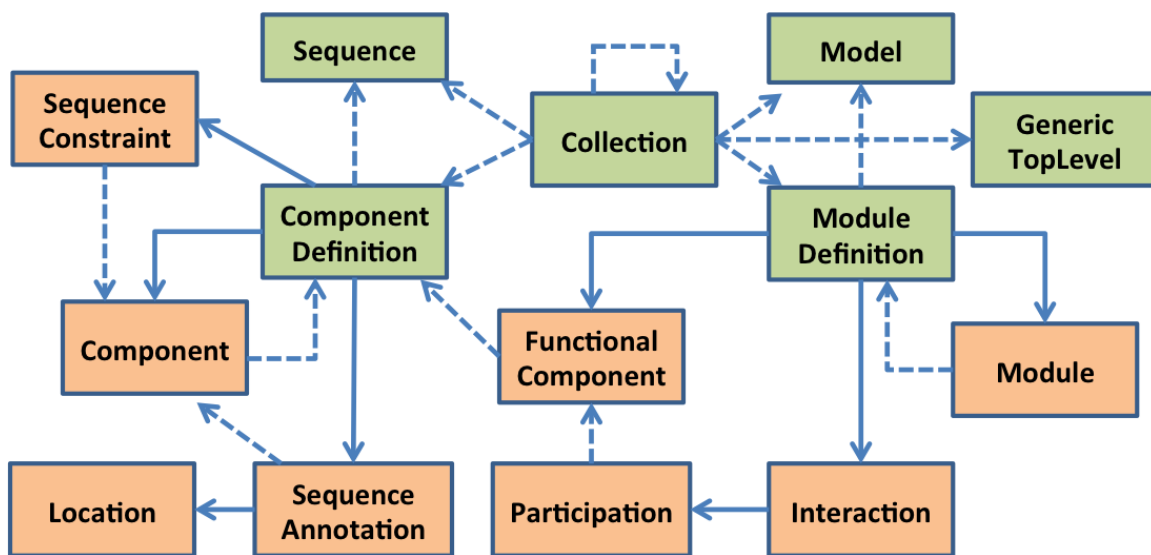 Sequence
Model
Sequence
Constraint
Collection
Generic
TopLevel
Component
Definition
Module
Definition
Component
Functional
Component
Module
Location
Sequence
Annotation
Participation
Interaction